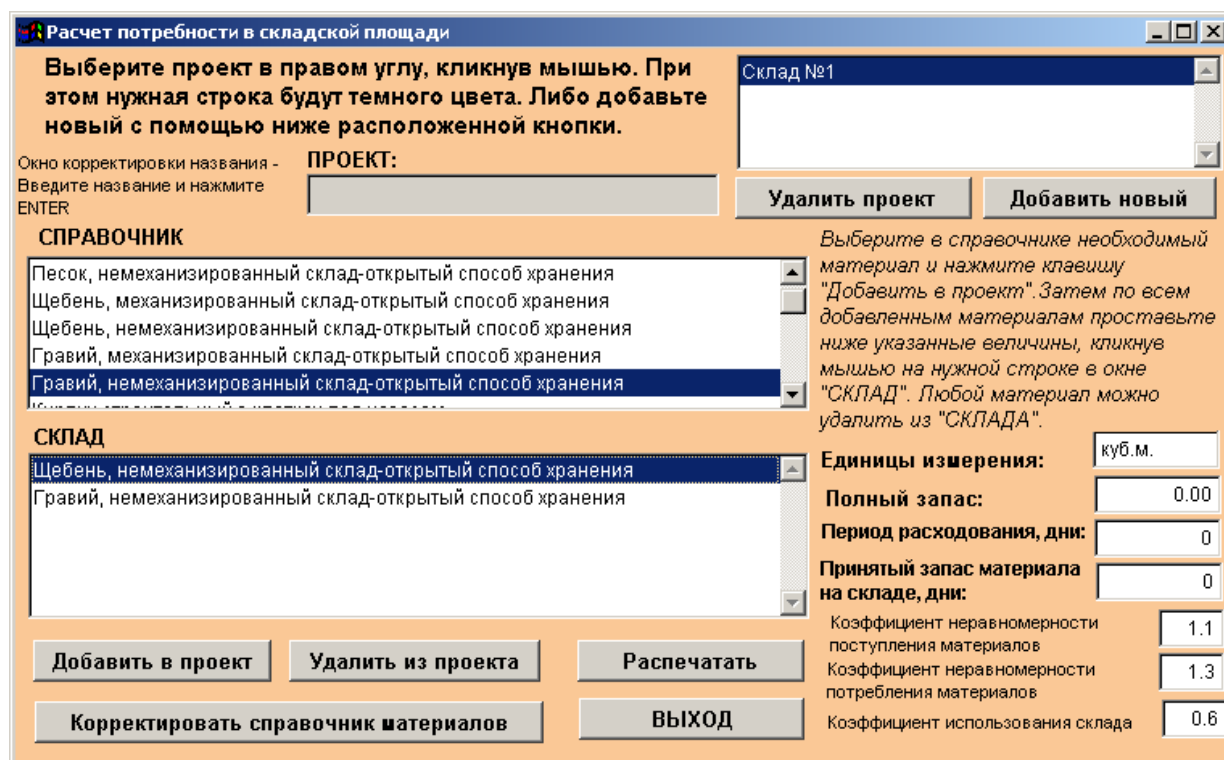 Расчет потребности в складской площади
Выберите проект в правом углу, кликнув мышью. При
этом нужная строка будут темного цвета. Либо добавьте
новый с помощью ниже расположенной кнопки.
Склад №1
Окно корректировки названия -
Введите название и нажмите
ENTER
ПРОЕКТ:
Удалить проект
Добавить новый
СПРАВОЧНИК
Песок, немеханизированный склад-открытый способ хранения
Щебень, механизированный склад-открытый способ хранения
Щебень, немеханизированный склад-открытый способ хранения
Гравий, механизированный склад-открытый способ хранения
Гравий, немеханизированный склад-открытый способ хранения
Выберите в справочнике необходимый
материал и нажмите клавишу
"Добавить в проект".Затем по всем
добавленным материалам проставьте
ниже указанные величины, кликнув
мышью на нужной строке в окне
"СКЛАД". Любой материал можно
удалить из "СКЛАДА".
СКЛАД
Щебень, немеханизированный склад-открытый способ хранения
Гравий, немеханизированный склад-открытый способ хранения
Единицы измерения:
куб.м.
Полный запас:
0.00
Период расходования, дни:
0
Принятый запас материала
на складе, дни:
0
Коэффициент неравномерности
поступления материалов
1.1
Коэффициент неравномерности
потребления материалов
1.3
Коэффициент использования склада
0.6
Добавить в проект
Удалить из проекта
Распечатать
Корректировать справочник материалов
ВЫХОД